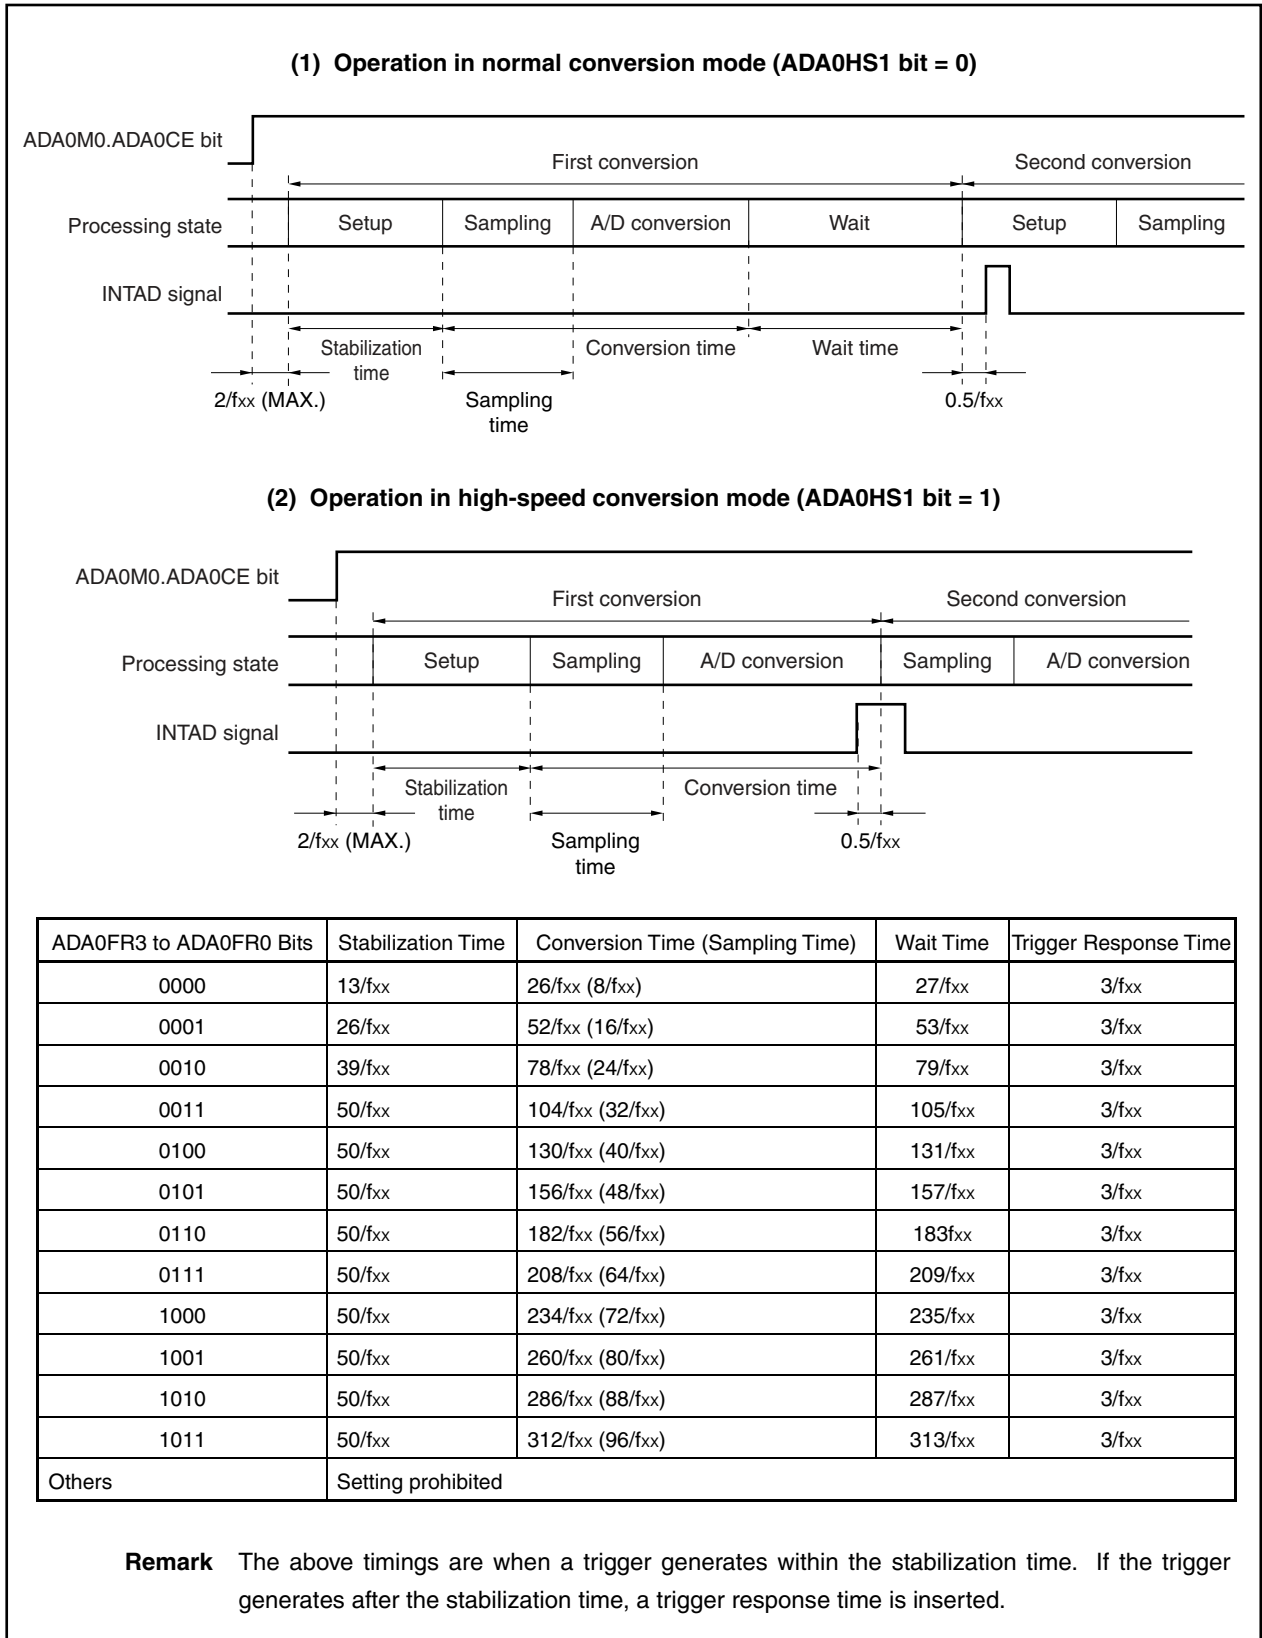 (1) Operation in normal conversion mode (ADA0HS1 bit = 0)
ADA0M0.ADA0CE bit
First conversion
Second conversion
Processing state
Setup
Sampling
A/D conversion
Wait
Setup
Sampling
INTAD signal
Stabilization
time
Conversion time
Wait time
2/fxx (MAX.)
Sampling
time
0.5/fxx
(2) Operation in high-speed conversion mode (ADA0HS1 bit = 1)
ADA0M0.ADA0CE bit
First conversion
Second conversion
Processing state
Setup
Sampling
A/D conversion
Sampling
A/D conversion
INTAD signal
Stabilization
time
Conversion time
2/fxx (MAX.)
Sampling
time
0.5/fxx
ADA0FR3 to ADA0FR0 Bits Stabilization Time Conversion Time (Sampling Time) Wait Time Trigger Response Time
0000 13/fxx 26/fxx (8/fxx) 27/fxx 3/fxx
0001 26/fxx 52/fxx (16/fxx) 53/fxx 3/fxx
0010 39/fxx 78/fxx (24/fxx) 79/fxx 3/fxx
0011 50/fxx 104/fxx (32/fxx) 105/fxx 3/fxx
0100 50/fxx 130/fxx (40/fxx) 131/fxx 3/fxx
0101 50/fxx 156/fxx (48/fxx) 157/fxx 3/fxx
0110 50/fxx 182/fxx (56/fxx) 183fxx 3/fxx
0111 50/fxx 208/fxx (64/fxx) 209/fxx 3/fxx
1000 50/fxx 234/fxx (72/fxx) 235/fxx 3/fxx
1001 50/fxx 260/fxx (80/fxx) 261/fxx 3/fxx
1010 50/fxx 286/fxx (88/fxx) 287/fxx 3/fxx
1011 50/fxx 312/fxx (96/fxx) 313/fxx 3/fxx
Others Setting prohibited
Remark The above timings are when a trigger generates within the stabilization time. If the trigger
generates after the stabilization time, a trigger response time is inserted.